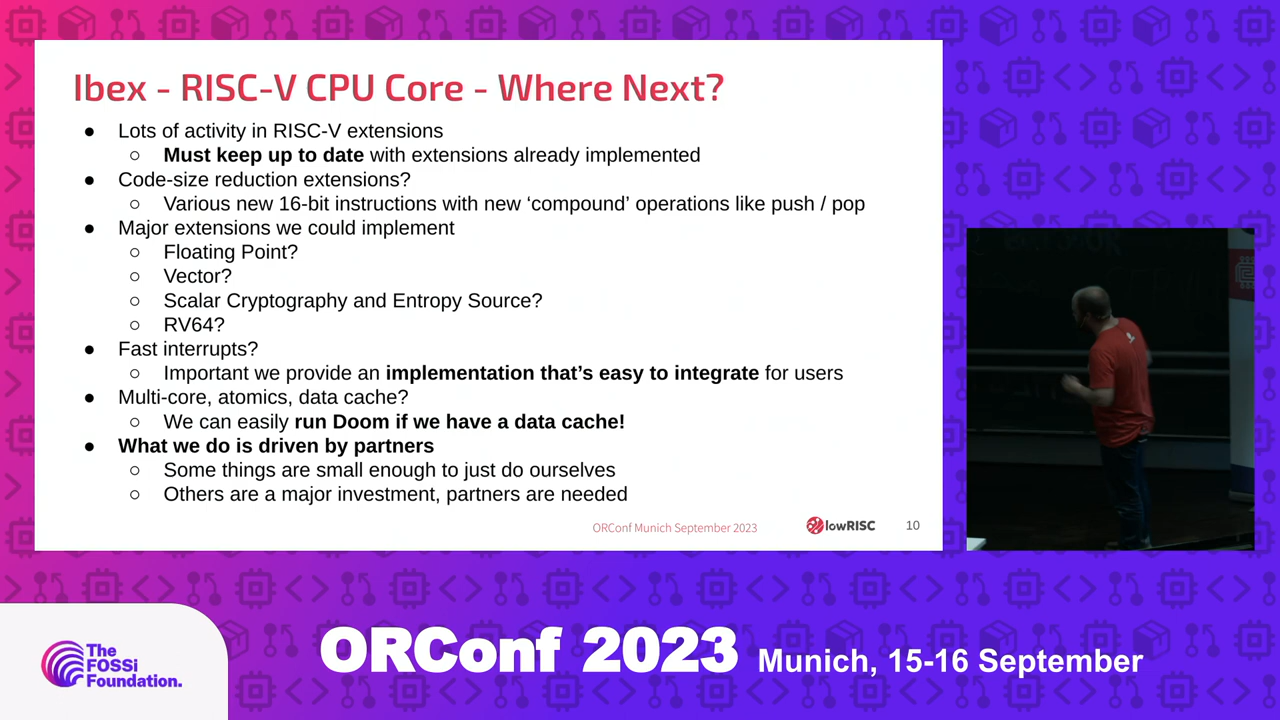 Ibex - RISC-V CPU Core - Where Next?
● Lots of activity in RISC-V extensions
○ Must keep up to date with extensions already implemented
● Code-size reduction extensions?
○ Various new 16-bit instructions with new ‘compound’ operations like push / pop
● Major extensions we could implement
○ Floating Point?
○ Vector?
○ Scalar Cryptography and Entropy Source?
○ RV64?
● Fast interrupts?
○ Important we provide an implementation that’s easy to integrate for users
● Multi-core, atomics, data cache?
○ We can easily run Doom if we have a data cache!
● What we do is driven by partners
○ Some things are small enough to just do ourselves
○ Others are a major investment, partners are needed
ORConf Munich September 2023
lowRISC
10
The
FOSSi
Foundation.
ORConf 2023 Munich, 15-16 September